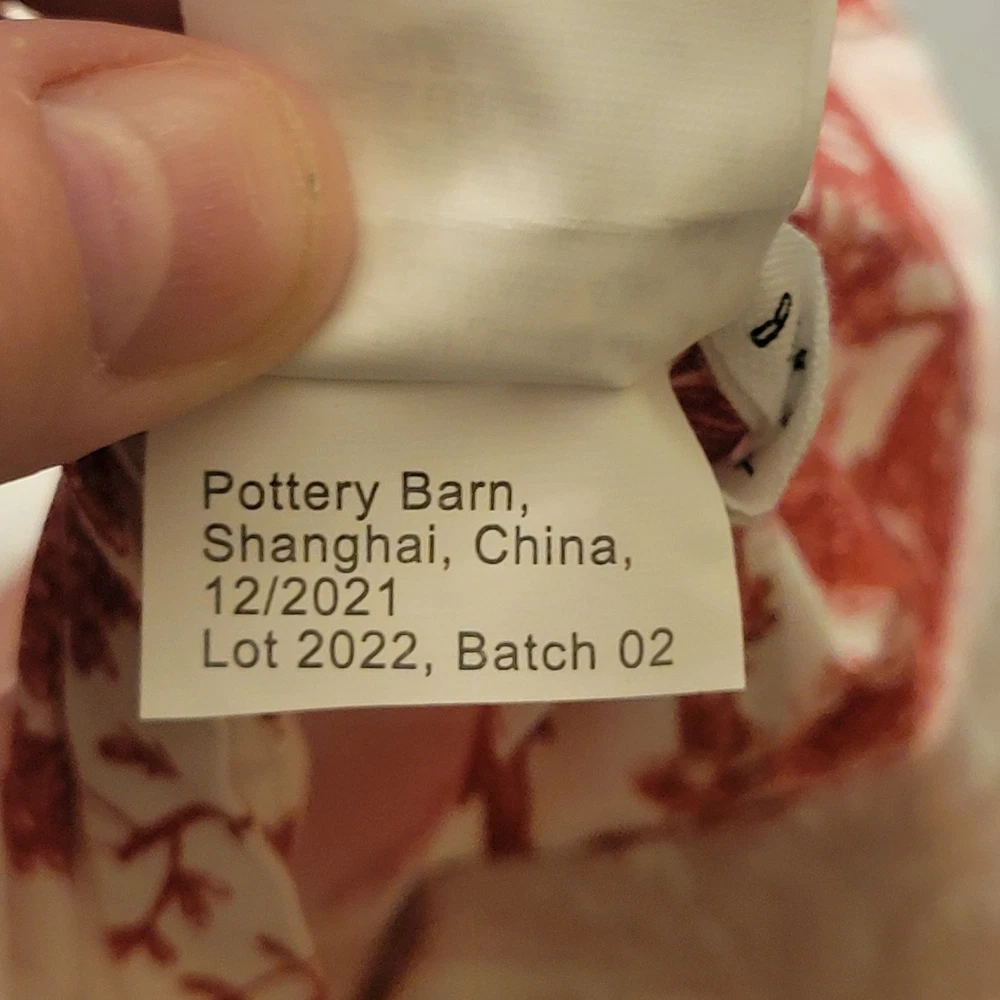 Pottery Barn,
Shanghai, China,
12/2021
Lot 2022, Batch 02